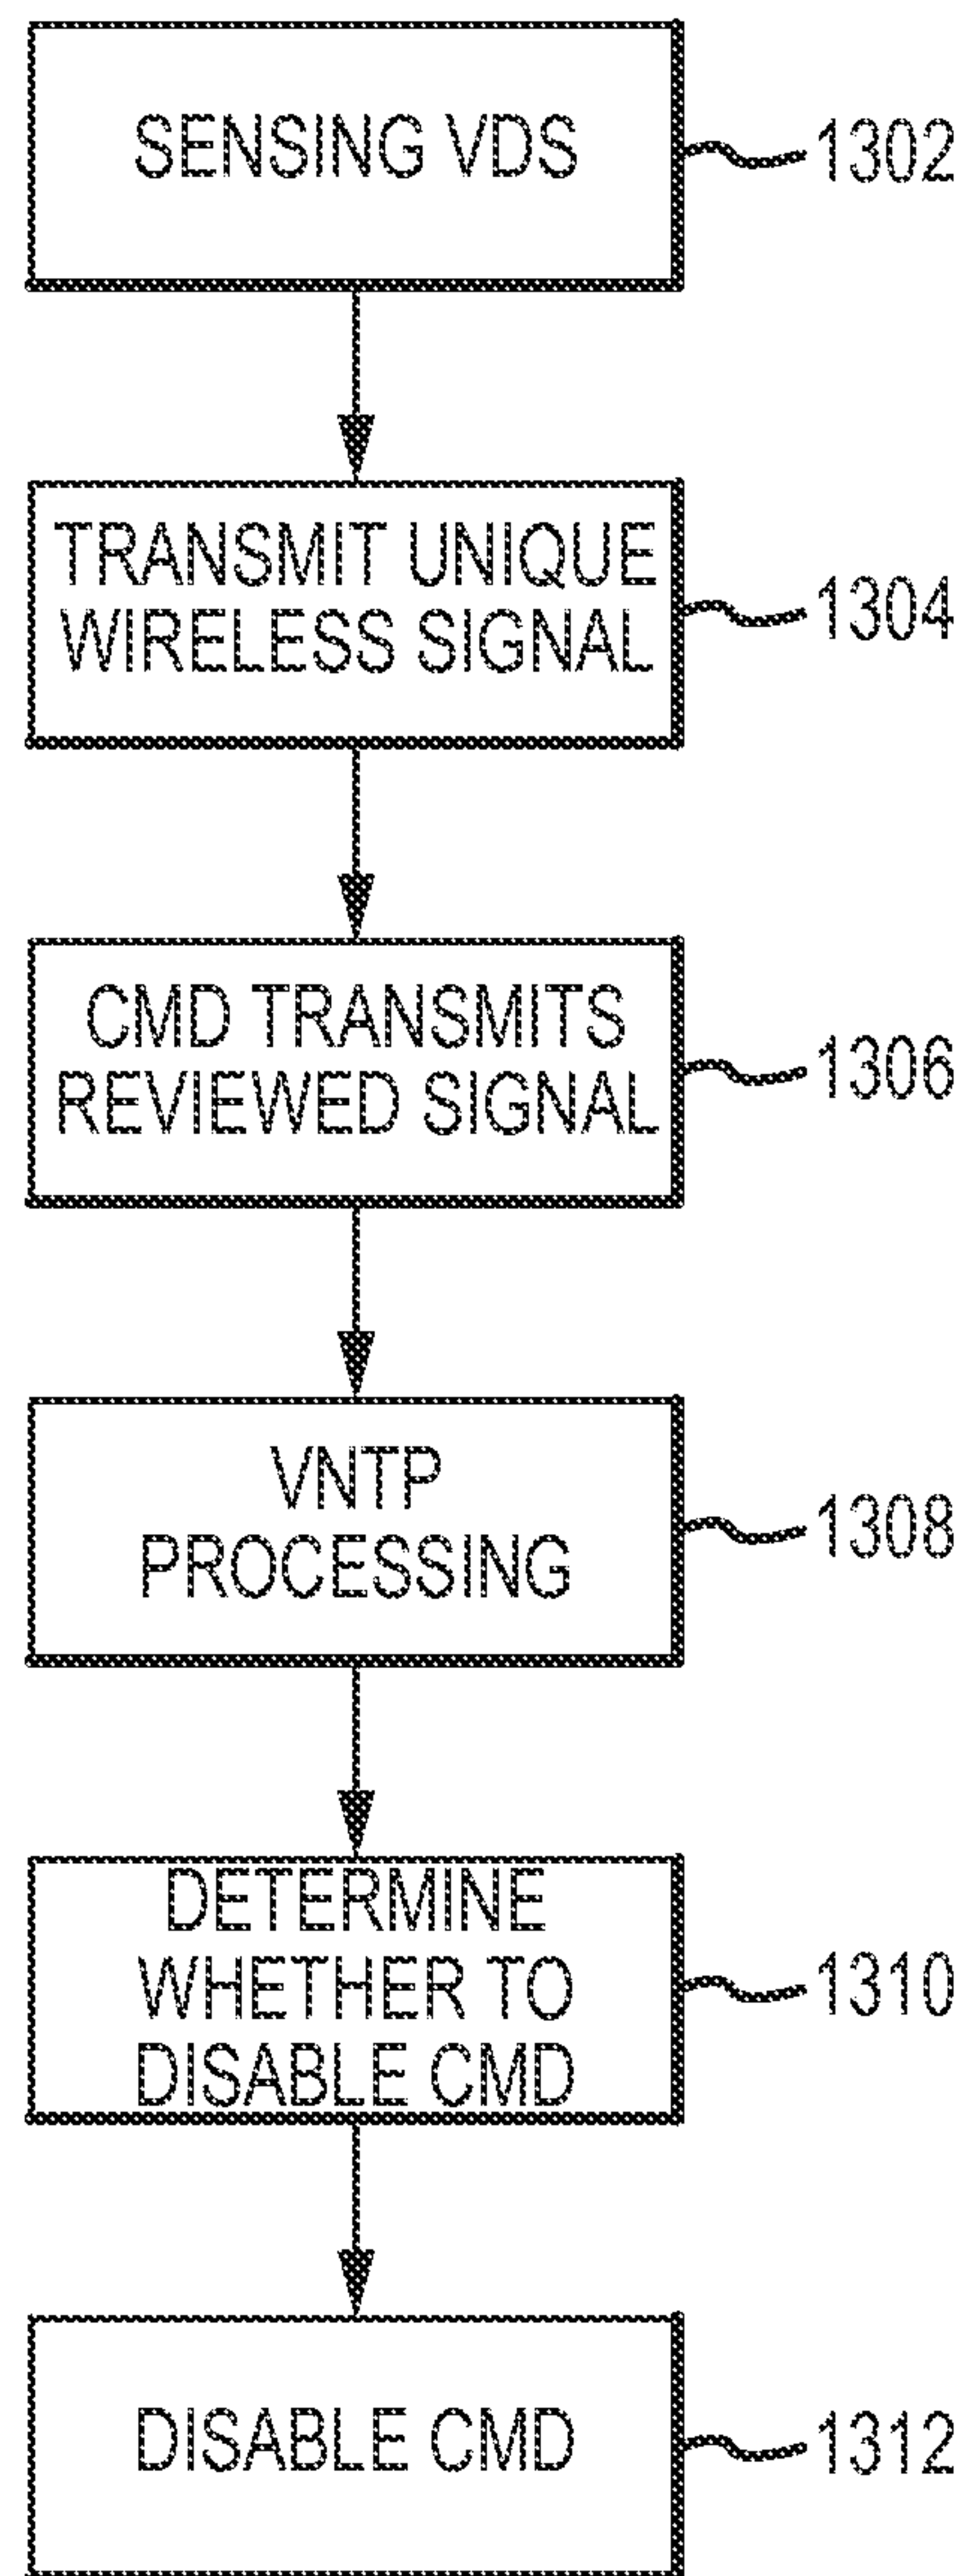 SENSING VDS
1302
TRANSMIT UNIQUE
WIRELESS SIGNAL
1304
CMD TRANSMITS
REVIEWED SIGNAL
1306
VNTP
PROCESSING
1308
DETERMINE
WHETHER TO
DISABLE CMD
1310
DISABLE CMD
1312